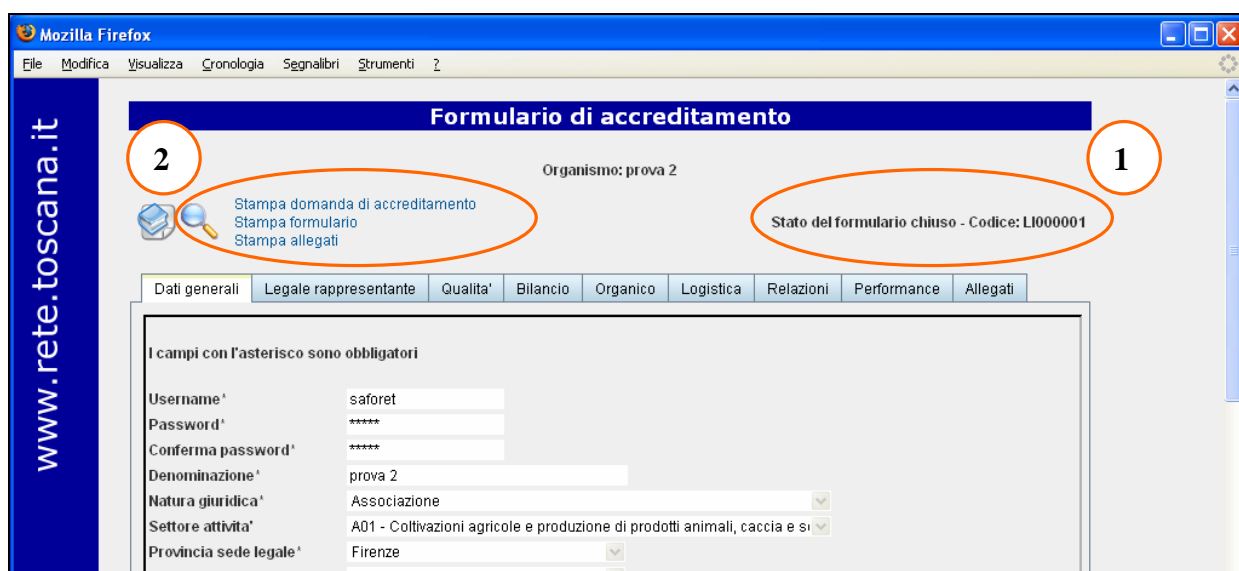 Mozilla Firefox
File Modifica Visualizza Cronologia Segnalibri Strumenti ?
www.rete.toscana.it
Formulario di accreditamento
2
1
Organismo: prova 2
Stampa domanda di accreditamento
Stampa formulario
Stampa allegati
Stato del formulario chiuso - Codice: LI000001
Dati generali Legale rappresentante Qualita' Bilancio Organico Logistica Relazioni Performance Allegati
I campi con l'asterisco sono obbligatori
Username* saforet
Password* *****
Conferma password* *****
Denominazione* prova 2
Natura giuridica* Associazione
Settore attivita' A01 - Coltivazioni agricole e produzione di prodotti animali, caccia e
Provincia sede legale* Firenze